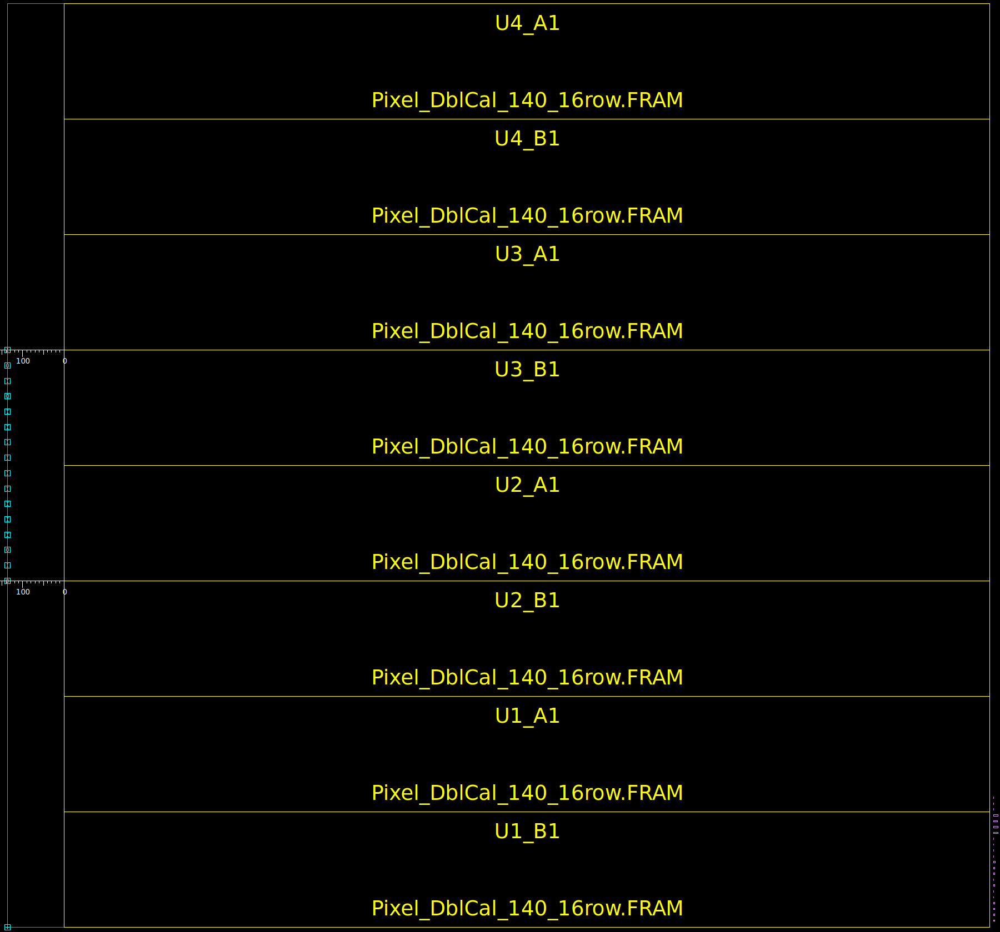 U4_A1
Pixel_DblCal_140_16row.FRAM
U4_B1
Pixel_DblCal_140_16row.FRAM
U3_A1
Pixel_DblCal_140_16row.FRAM
100 0
U3_B1
Pixel_DblCal_140_16row.FRAM
U2_A1
Pixel_DblCal_140_16row.FRAM
100 0
U2_B1
Pixel_DblCal_140_16row.FRAM
U1_A1
Pixel_DblCal_140_16row.FRAM
U1_B1
Pixel_DblCal_140_16row.FRAM